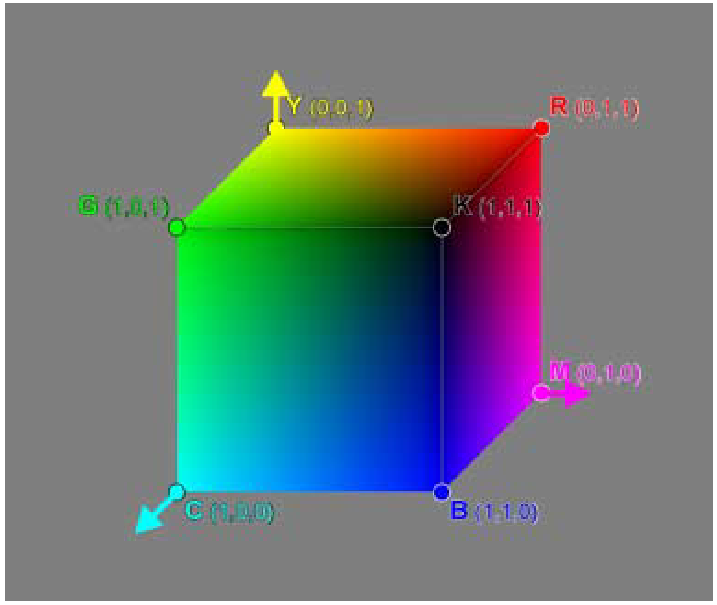 Y (0,0,1)
R (0,1,1)
G (1,0,1)
K (1,1,1)
M (0,1,0)
C (1,0,0)
B (1,1,0)